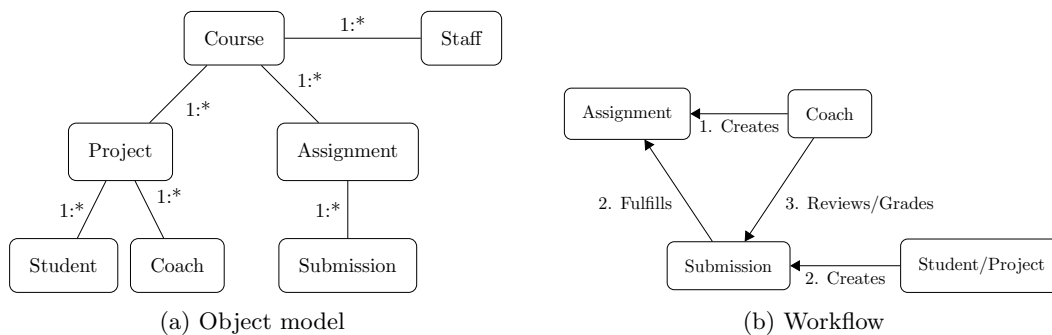 Course
1:*
Staff
1:*
1:*
Project
Assignment
1:*
1:*
1:*
Student
Coach
Submission
(a) Object model
Assignment
Coach
1. Creates
2. Fulfills
3. Reviews/Grades
Submission
Student/Project
2. Creates
(b) Workflow